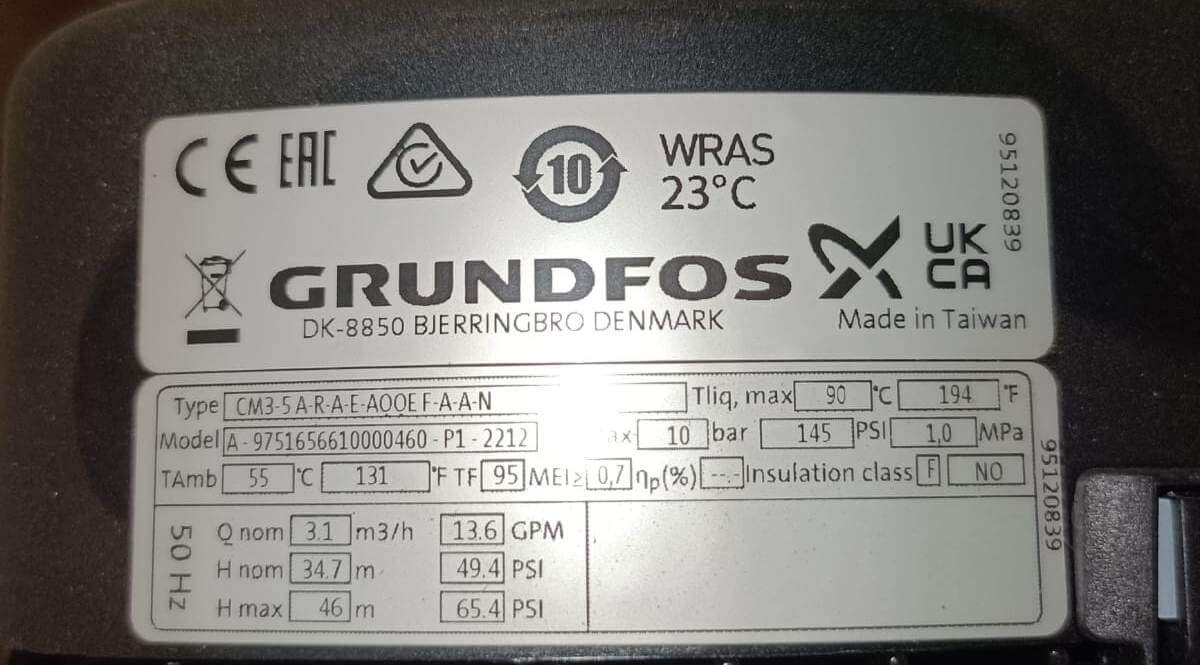 CE EAC 10 WRAS
23°C
95120839
GRUNDFOS UK
CA
DK-8850 BJERRINGBRO DENMARK Made in Taiwan
Type CM3-5 A-R-A-E-AOOE F-A-A-N Tliq, max 90 °C 194 °F
Model A - 9751656610000460 - P1 - 2212 10 bar 145 PSI 1,0 MPa
TAmb 55 °C 131 °F TF 95 MEI≥ 0,7 ηp(%) --.- Insulation class F NO
95120839
50 Hz
Q nom 3.1 m3/h 13.6 GPM
H nom 34.7 m 49.4 PSI
H max 46 m 65.4 PSI